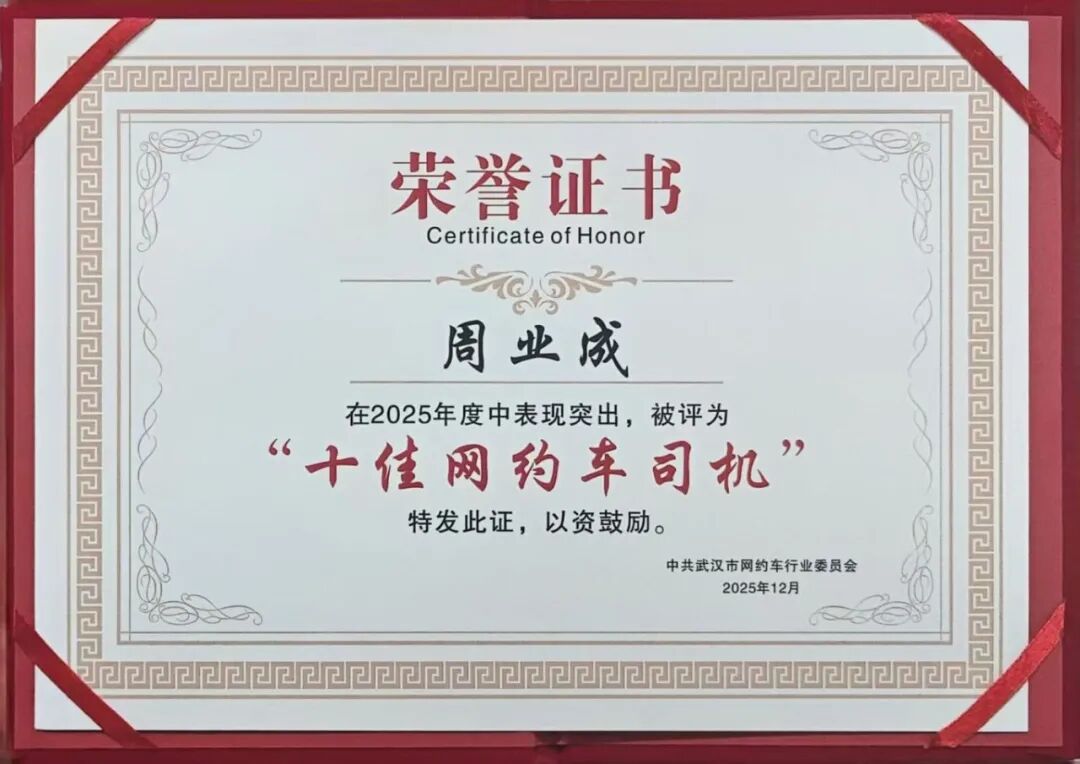 荣誉证书
Certificate of Honor
周业成
在2025年度中表现突出，被评为
“十佳网约车司机”
特发此证，以资鼓励。
中共武汉市网约车行业委员会
2025年12月